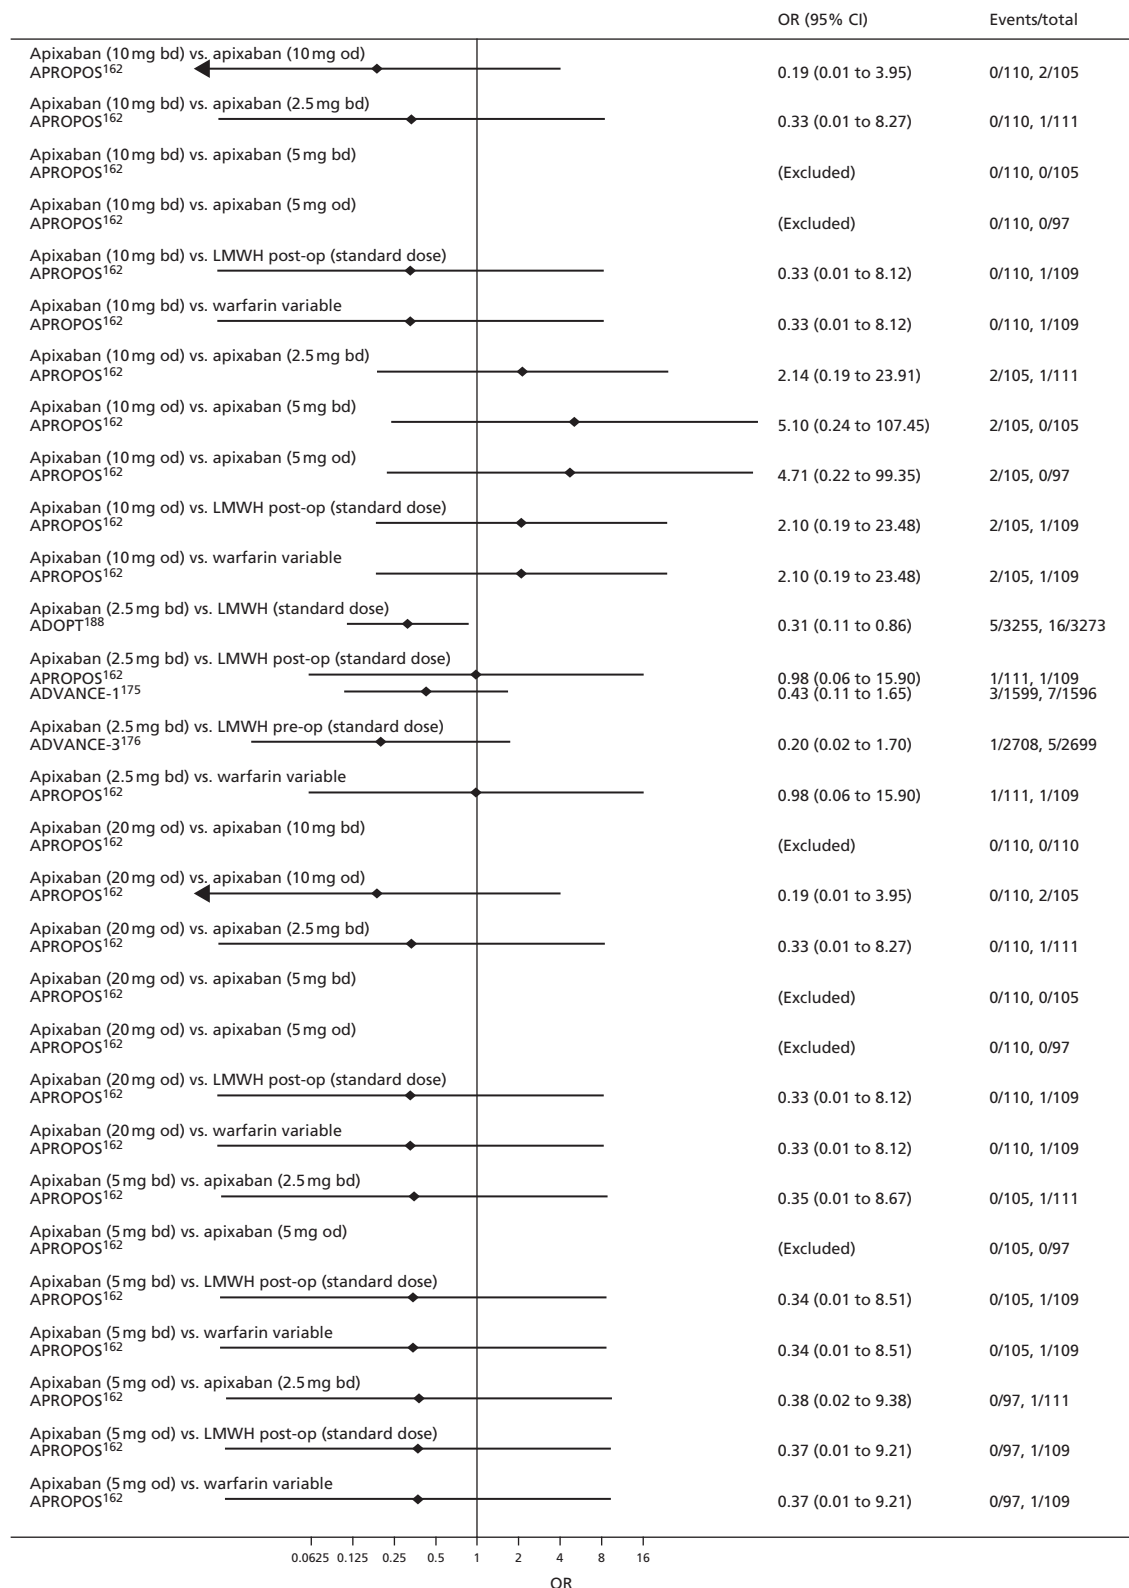 OR (95% CI) Events/total
Apixaban (10 mg bd) vs. apixaban (10 mg od)
APROPOS162 0.19 (0.01 to 3.95) 0/110, 2/105
Apixaban (10 mg bd) vs. apixaban (2.5 mg bd)
APROPOS162 0.33 (0.01 to 8.27) 0/110, 1/111
Apixaban (10 mg bd) vs. apixaban (5 mg bd)
APROPOS162 (Excluded) 0/110, 0/105
Apixaban (10 mg bd) vs. apixaban (5 mg od)
APROPOS162 (Excluded) 0/110, 0/97
Apixaban (10 mg bd) vs. LMWH post-op (standard dose)
APROPOS162 0.33 (0.01 to 8.12) 0/110, 1/109
Apixaban (10 mg bd) vs. warfarin variable
APROPOS162 0.33 (0.01 to 8.12) 0/110, 1/109
Apixaban (10 mg od) vs. apixaban (2.5 mg bd)
APROPOS162 2.14 (0.19 to 23.91) 2/105, 1/111
Apixaban (10 mg od) vs. apixaban (5 mg bd)
APROPOS162 5.10 (0.24 to 107.45) 2/105, 0/105
Apixaban (10 mg od) vs. apixaban (5 mg od)
APROPOS162 4.71 (0.22 to 99.35) 2/105, 0/97
Apixaban (10 mg od) vs. LMWH post-op (standard dose)
APROPOS162 2.10 (0.19 to 23.48) 2/105, 1/109
Apixaban (10 mg od) vs. warfarin variable
APROPOS162 2.10 (0.19 to 23.48) 2/105, 1/109
Apixaban (2.5 mg bd) vs. LMWH (standard dose)
ADOPT188 0.31 (0.11 to 0.86) 5/3255, 16/3273
Apixaban (2.5 mg bd) vs. LMWH post-op (standard dose)
APROPOS162 0.98 (0.06 to 15.90) 1/111, 1/109
ADVANCE-1175 0.43 (0.11 to 1.65) 3/1599, 7/1596
Apixaban (2.5 mg bd) vs. LMWH pre-op (standard dose)
ADVANCE-3176 0.20 (0.02 to 1.70) 1/2708, 5/2699
Apixaban (2.5 mg bd) vs. warfarin variable
APROPOS162 0.98 (0.06 to 15.90) 1/111, 1/109
Apixaban (20 mg od) vs. apixaban (10 mg bd)
APROPOS162 (Excluded) 0/110, 0/110
Apixaban (20 mg od) vs. apixaban (10 mg od)
APROPOS162 0.19 (0.01 to 3.95) 0/110, 2/105
Apixaban (20 mg od) vs. apixaban (2.5 mg bd)
APROPOS162 0.33 (0.01 to 8.27) 0/110, 1/111
Apixaban (20 mg od) vs. apixaban (5 mg bd)
APROPOS162 (Excluded) 0/110, 0/105
Apixaban (20 mg od) vs. apixaban (5 mg od)
APROPOS162 (Excluded) 0/110, 0/97
Apixaban (20 mg od) vs. LMWH post-op (standard dose)
APROPOS162 0.33 (0.01 to 8.12) 0/110, 1/109
Apixaban (20 mg od) vs. warfarin variable
APROPOS162 0.33 (0.01 to 8.12) 0/110, 1/109
Apixaban (5 mg bd) vs. apixaban (2.5 mg bd)
APROPOS162 0.35 (0.01 to 8.67) 0/105, 1/111
Apixaban (5 mg bd) vs. apixaban (5 mg od)
APROPOS162 (Excluded) 0/105, 0/97
Apixaban (5 mg bd) vs. LMWH post-op (standard dose)
APROPOS162 0.34 (0.01 to 8.51) 0/105, 1/109
Apixaban (5 mg bd) vs. warfarin variable
APROPOS162 0.34 (0.01 to 8.51) 0/105, 1/109
Apixaban (5 mg od) vs. apixaban (2.5 mg bd)
APROPOS162 0.38 (0.02 to 9.38) 0/97, 1/111
Apixaban (5 mg od) vs. LMWH post-op (standard dose)
APROPOS162 0.37 (0.01 to 9.21) 0/97, 1/109
Apixaban (5 mg od) vs. warfarin variable
APROPOS162 0.37 (0.01 to 9.21) 0/97, 1/109
0.0625 0.125 0.25 0.5 1 2 4 8 16
OR